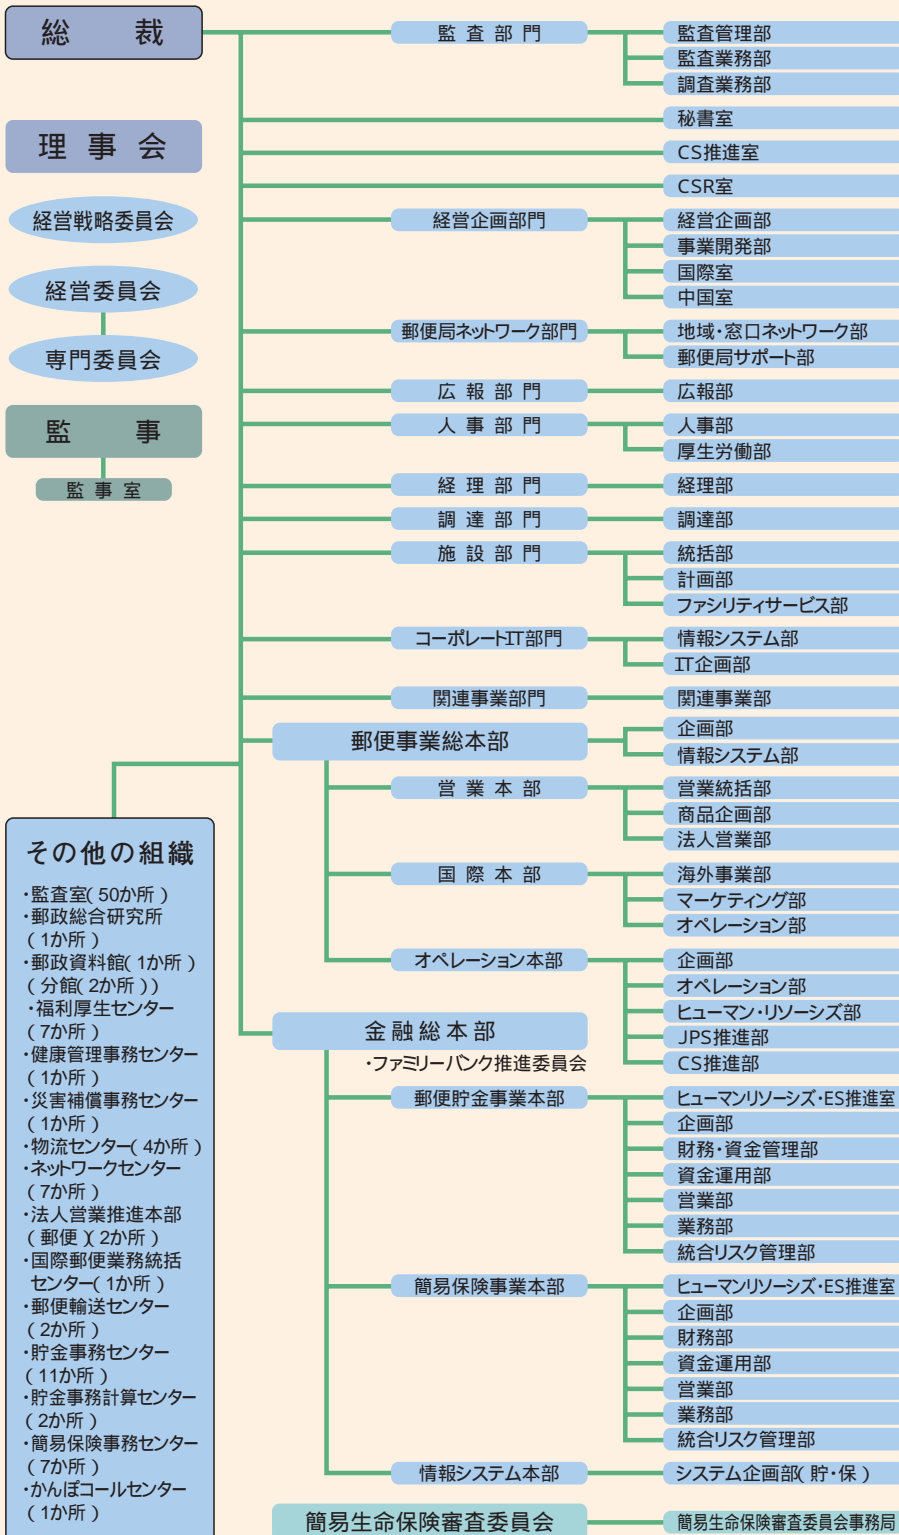 総裁
理事会
経営戦略委員会
経営委員会
専門委員会
監事
監事室
監査部門
監査管理部
監査業務部
調査業務部
秘書室
CS推進室
CSR室
経営企画部門
経営企画部
事業開発部
国際室
中国室
郵便局ネットワーク部門
地域・窓口ネットワーク部
郵便局サポート部
広報部門
広報部
人事部門
人事部
厚生労働部
経理部門
経理部
調達部門
調達部
施設部門
統括部
計画部
ファシリティサービス部
コーポレートIT部門
情報システム部
IT企画部
関連事業部門
関連事業部
郵便事業総本部
企画部
情報システム部
営業本部
営業統括部
商品企画部
法人営業部
国際本部
海外事業部
マーケティング部
オペレーション部
オペレーション本部
企画部
オペレーション部
ヒューマン・リソーシズ部
JPS推進部
CS推進部
金融総本部
・ファミリーバンク推進委員会
郵便貯金事業本部
ヒューマンリソーシズ・ES推進室
企画部
財務・資金管理部
資金運用部
営業部
業務部
統合リスク管理部
簡易保険事業本部
ヒューマンリソーシズ・ES推進室
企画部
財務部
資金運用部
営業部
業務部
統合リスク管理部
情報システム本部
システム企画部(貯・保)
簡易生命保険審査委員会
簡易生命保険審査委員会事務局
その他の組織
・監査室(50か所)
・郵政総合研究所
(1か所)
・郵政資料館(1か所)
(分館(2か所))
・福利厚生センター
(7か所)
・健康管理事務センター
(1か所)
・災害補償事務センター
(1か所)
・物流センター(4か所)
・ネットワークセンター
(7か所)
・法人営業推進本部
(郵便)(2か所)
・国際郵便業務統括
センター(1か所)
・郵便輸送センター
(2か所)
・貯金事務センター
(11か所)
・貯金事務計算センター
(2か所)
・簡易保険事務センター
(7か所)
・かんぽコールセンター
(1か所)